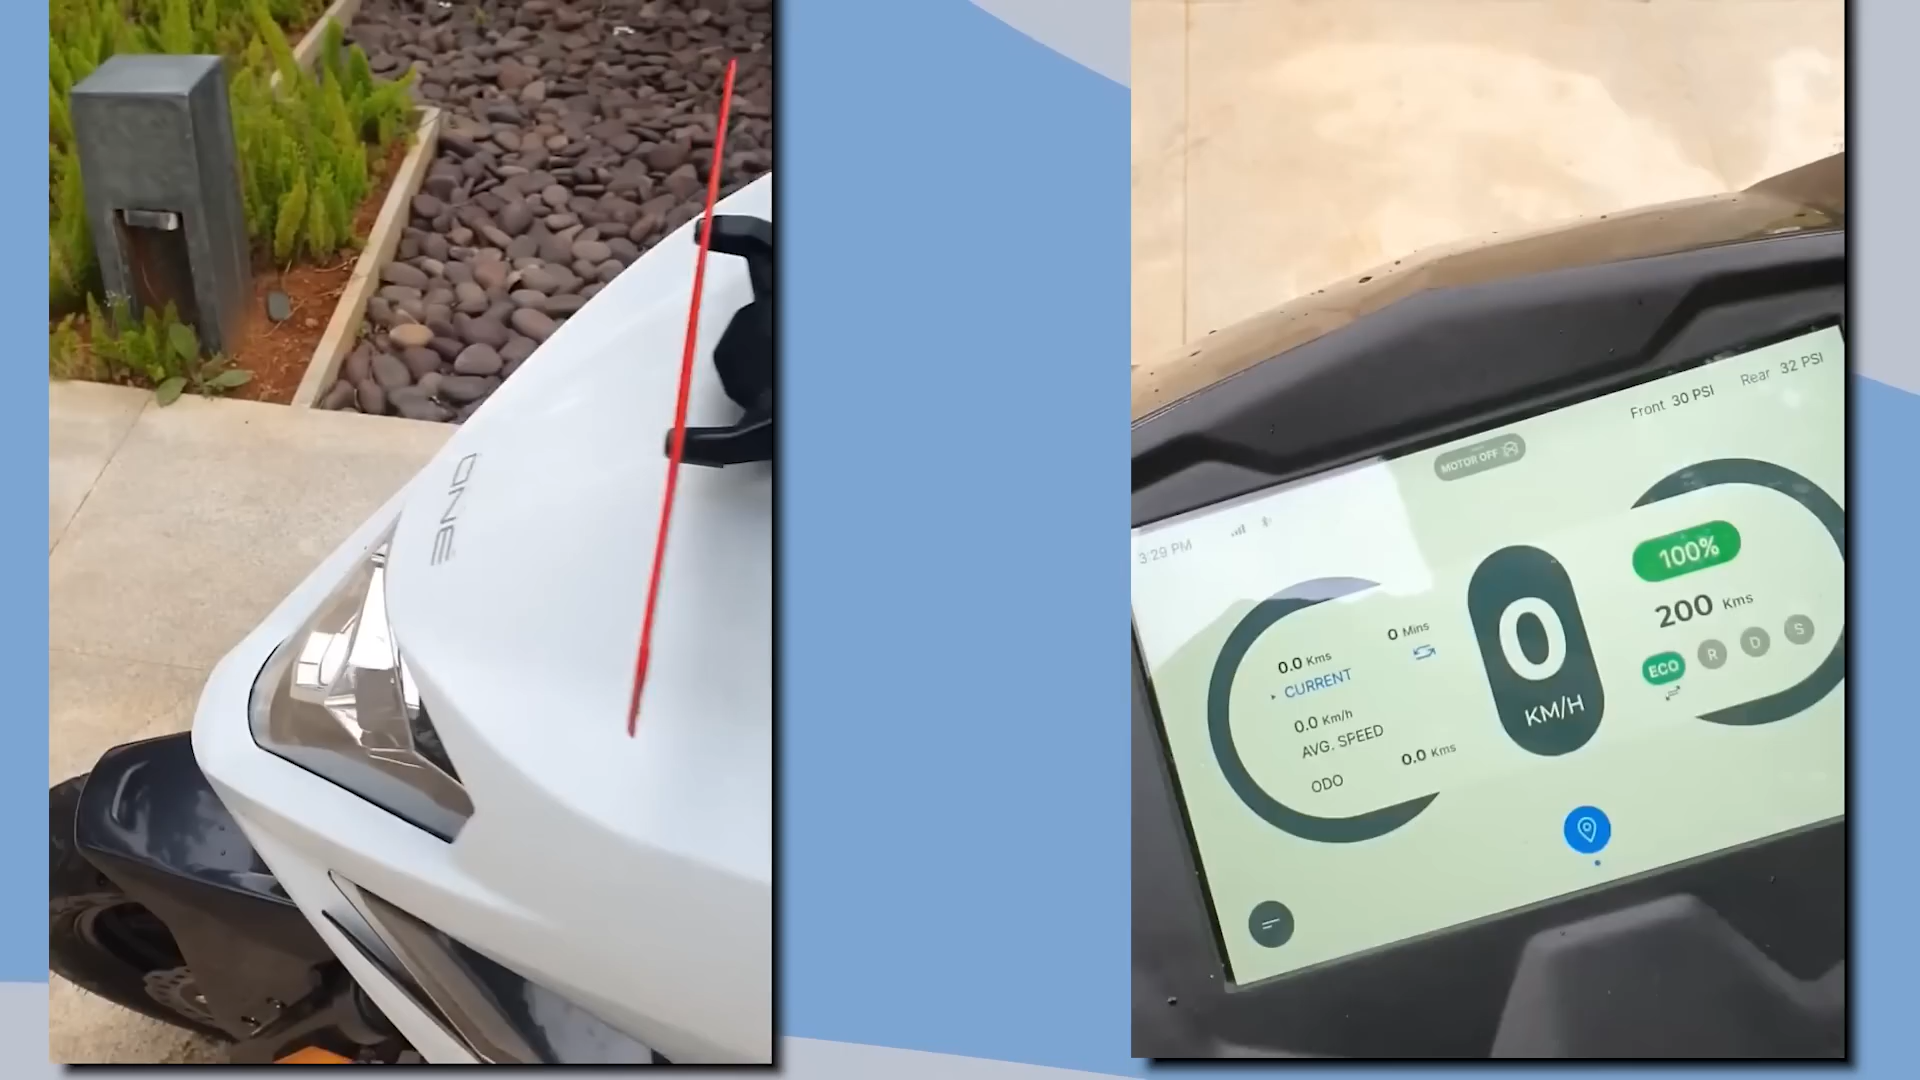 ONE
Front 30 PSI
Rear 32 PSI
MOTOR OFF
3:29 PM
100%
200 Kms
ECO R D S
0
KM/H
0 Mins
0.0 Kms
CURRENT
0.0 Km/h
AVG. SPEED
ODO 0.0 Kms